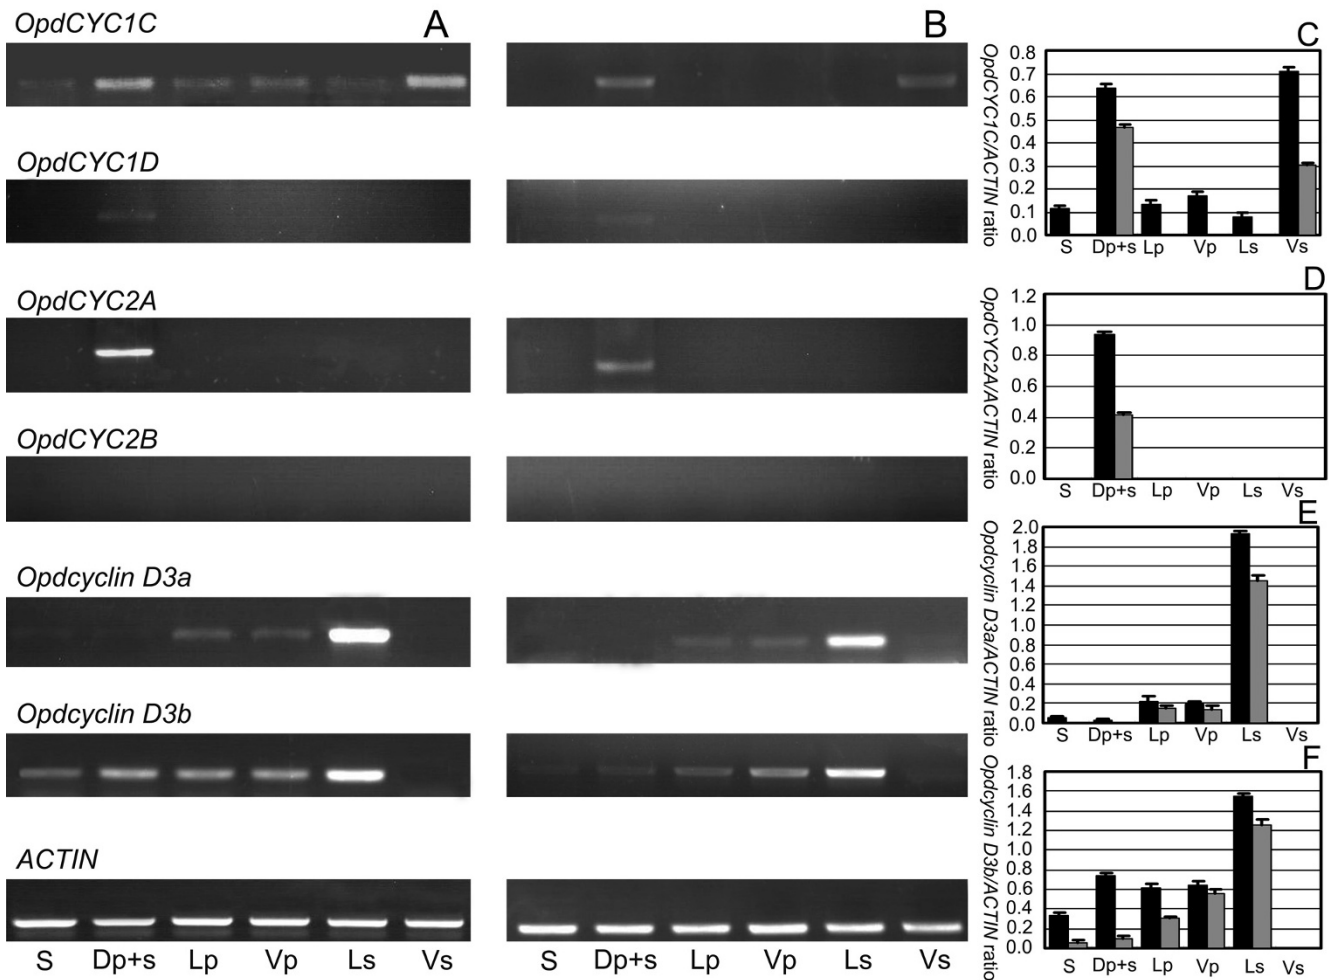 OpdCYC1C
A
B
OpdCYC1D
OpdCYC2A
OpdCYC2B
Opdcyclin D3a
Opdcyclin D3b
ACTIN
S Dp+s Lp Vp Ls Vs
S Dp+s Lp Vp Ls Vs
C
OpdCYC1C/ACTIN ratio
0.8
0.7
0.6
0.5
0.4
0.3
0.2
0.1
0.0
S Dp+s Lp Vp Ls Vs
D
OpdCYC2A/ACTIN ratio
1.2
1.0
0.8
0.6
0.4
0.2
0.0
S Dp+s Lp Vp Ls Vs
E
Opdcyclin D3a/ACTIN ratio
2.0
1.8
1.6
1.4
1.2
1.0
0.8
0.6
0.4
0.2
0.0
S Dp+s Lp Vp Ls Vs
F
Opdcyclin D3b/ACTIN ratio
1.8
1.6
1.4
1.2
1.0
0.8
0.6
0.4
0.2
0.0
S Dp+s Lp Vp Ls Vs